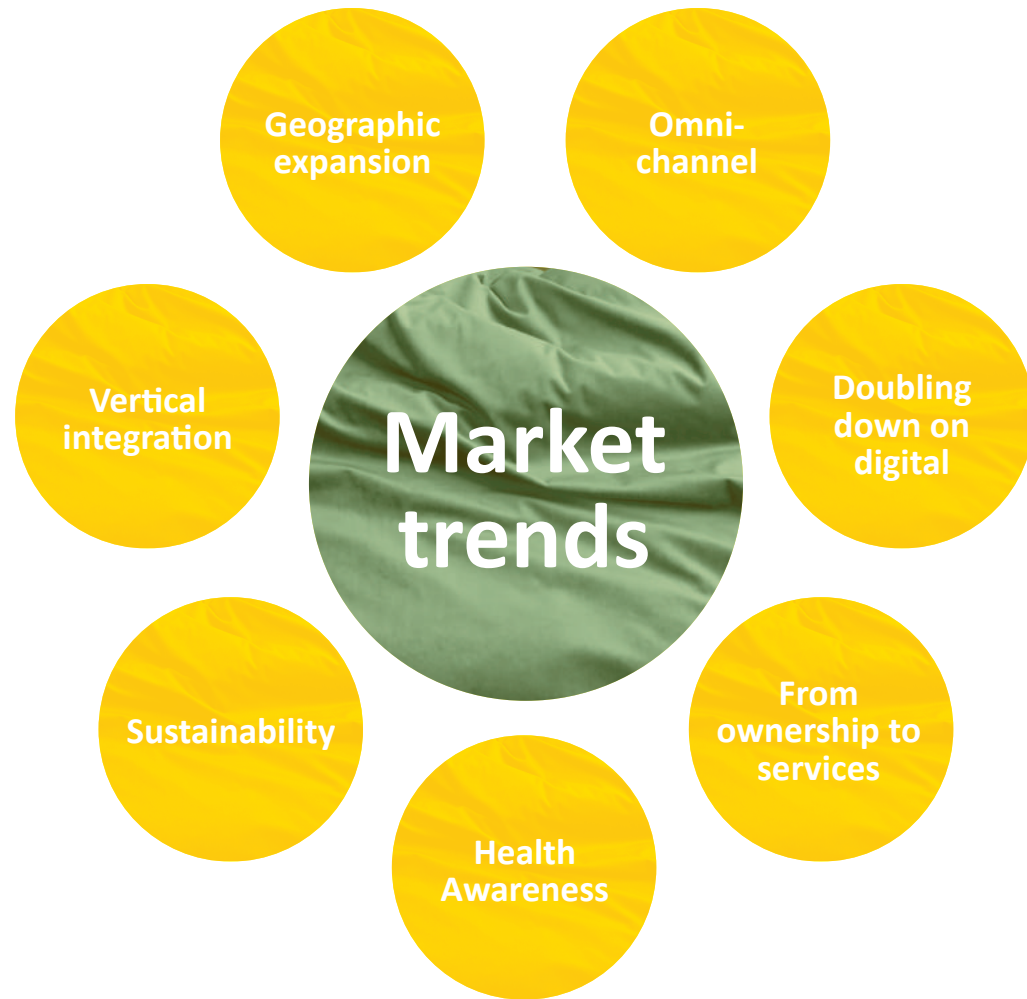 Geographic
expansion
Omni-
channel
Vertical
integration
Market
trends
Doubling
down on
digital
Sustainability
From
ownership to
services
Health
Awareness